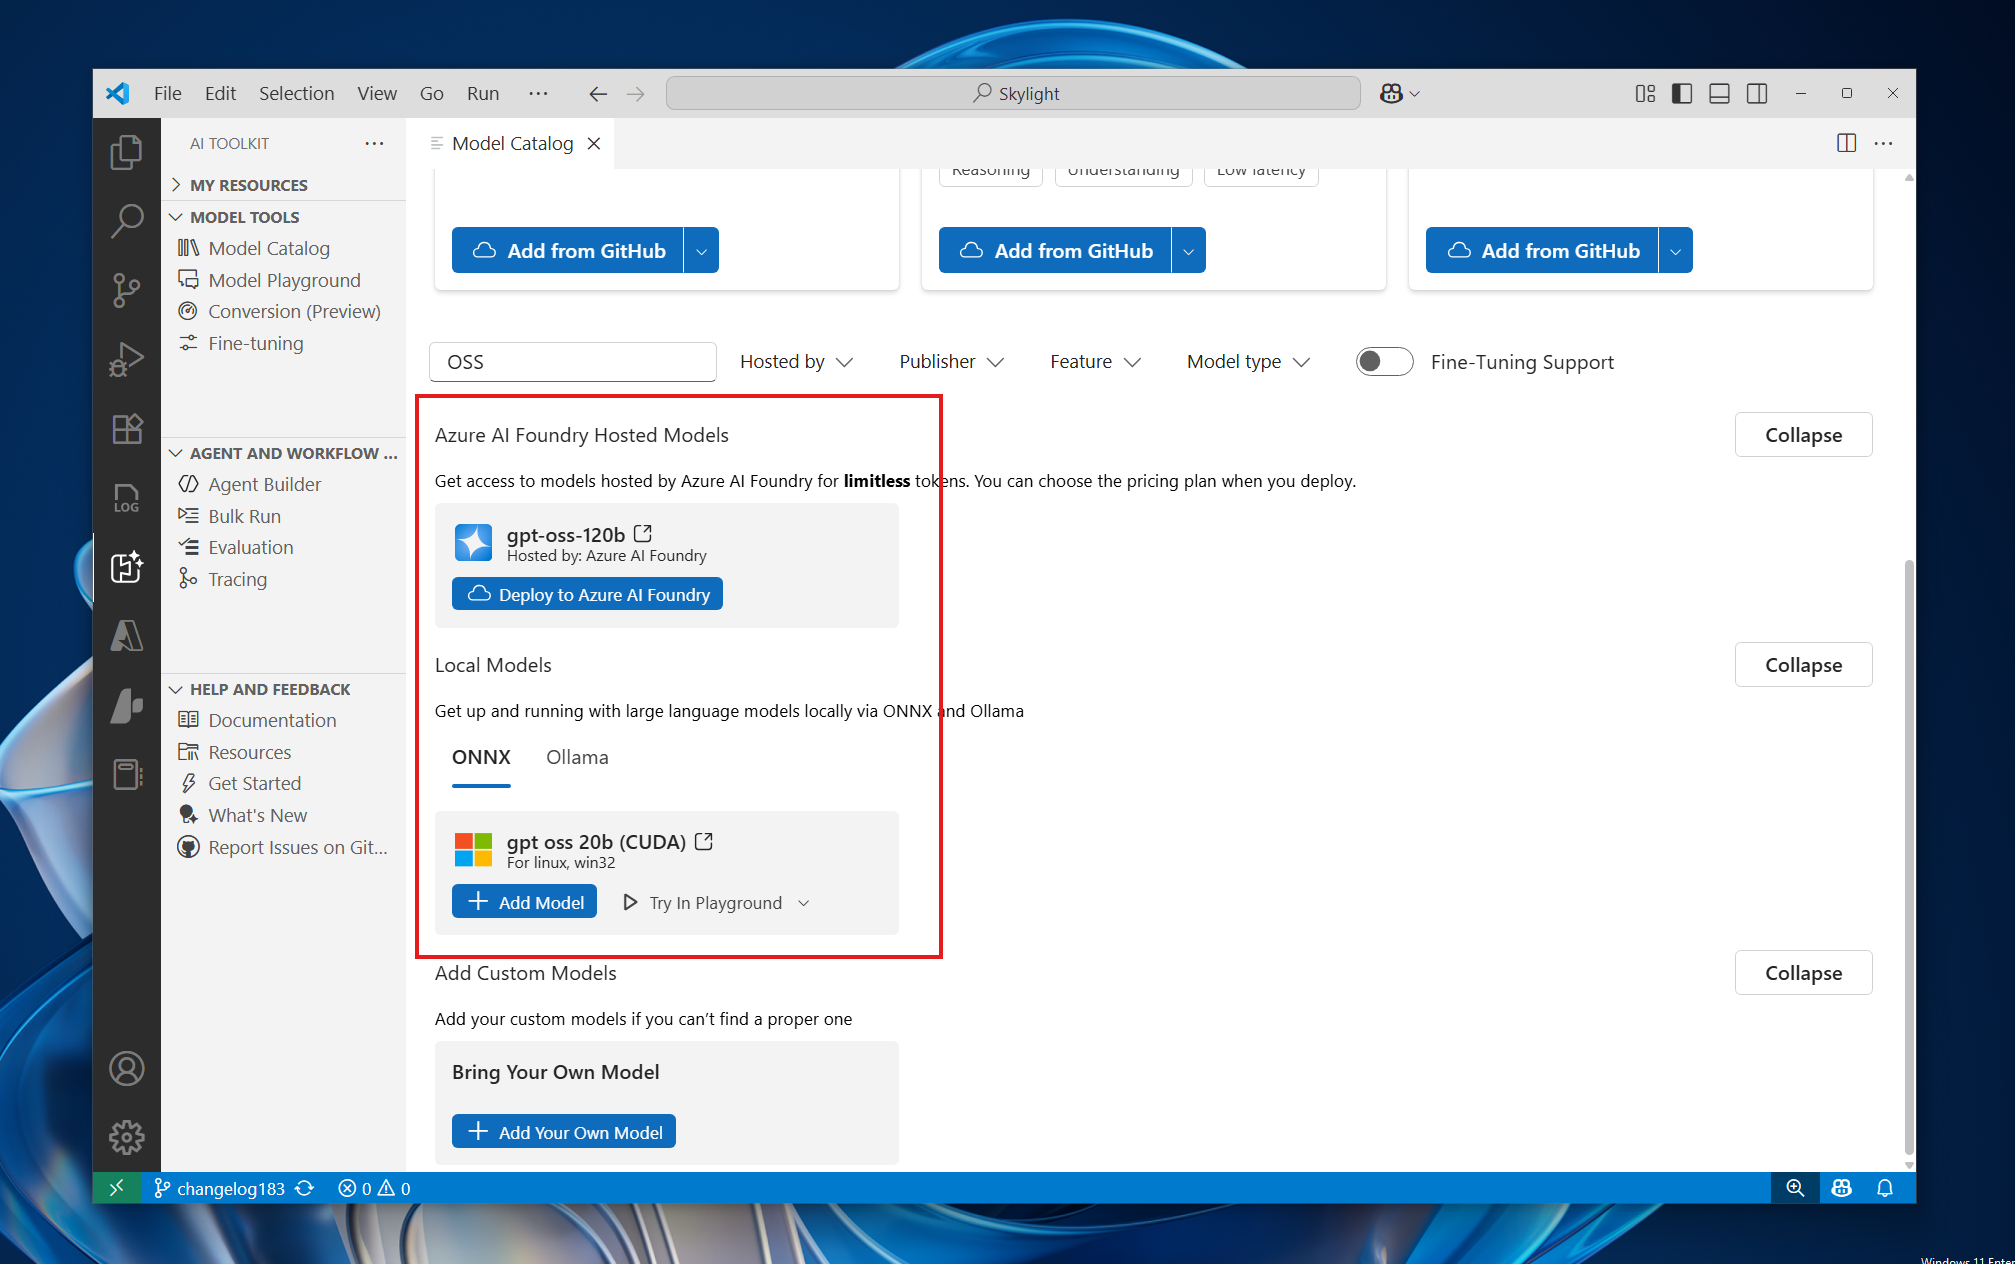 File Edit Selection View Go Run ··· Skylight
AI TOOLKIT ···
MY RESOURCES
MODEL TOOLS
Model Catalog
Model Playground
Conversion (Preview)
Fine-tuning
AGENT AND WORKFLOW ...
Agent Builder
Bulk Run
Evaluation
Tracing
HELP AND FEEDBACK
Documentation
Resources
Get Started
What's New
Report Issues on Git...
LOG
Model Catalog
Reasoning Understanding Low latency
Add from GitHub Add from GitHub Add from GitHub
OSS Hosted by Publisher Feature Model type Fine-Tuning Support
Azure AI Foundry Hosted Models Collapse
Get access to models hosted by Azure AI Foundry for limitless tokens. You can choose the pricing plan when you deploy.
gpt-oss-120b
Hosted by: Azure AI Foundry
Deploy to Azure AI Foundry
Local Models Collapse
Get up and running with large language models locally via ONNX and Ollama
ONNX Ollama
gpt oss 20b (CUDA)
For linux, win32
Add Model Try In Playground
Add Custom Models Collapse
Add your custom models if you can’t find a proper one
Bring Your Own Model
Add Your Own Model
changelog183 0 0
Windows 11 Enter